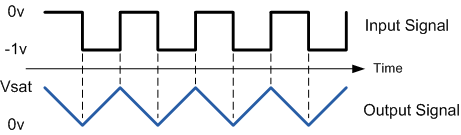 0v
Input Signal
-1v
Time
Vsat
Output Signal
0v